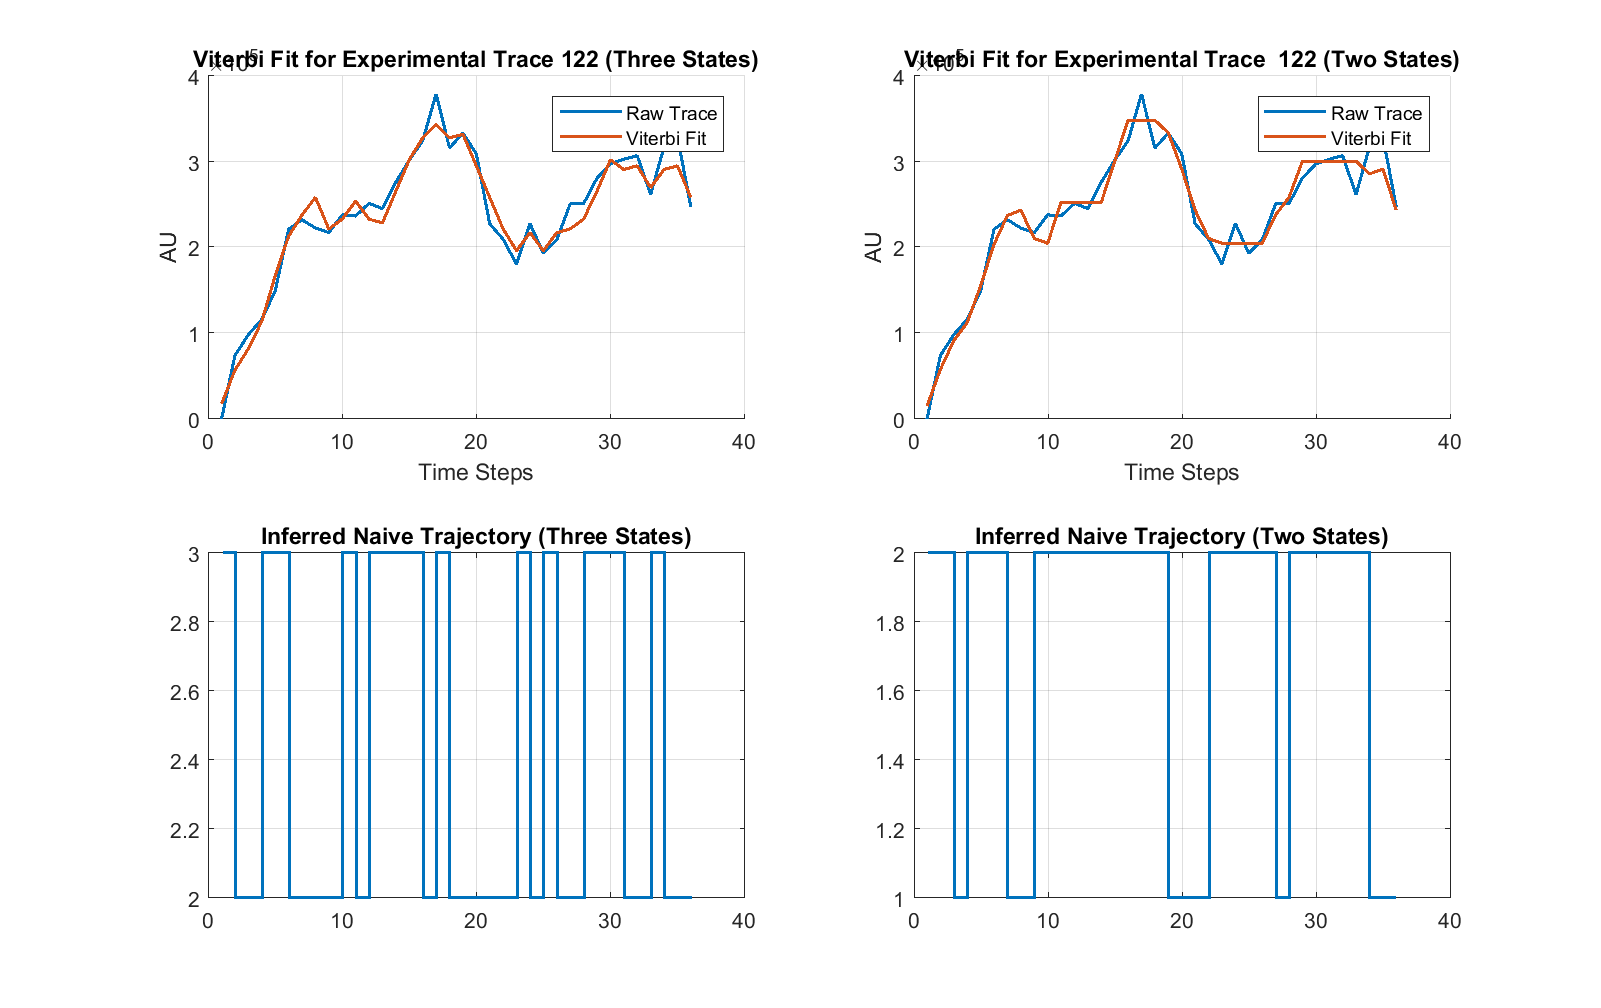 Viterbi Fit for Experimental Trace 122 (Three States)
×10⁵
4
3
2
1
0
AU
Raw Trace
Viterbi Fit
0 10 20 30 40
Time Steps
Viterbi Fit for Experimental Trace  122 (Two States)
×10⁵
4
3
2
1
0
AU
Raw Trace
Viterbi Fit
0 10 20 30 40
Time Steps
Inferred Naive Trajectory (Three States)
3
2.8
2.6
2.4
2.2
2
0 10 20 30 40
Inferred Naive Trajectory (Two States)
2
1.8
1.6
1.4
1.2
1
0 10 20 30 40